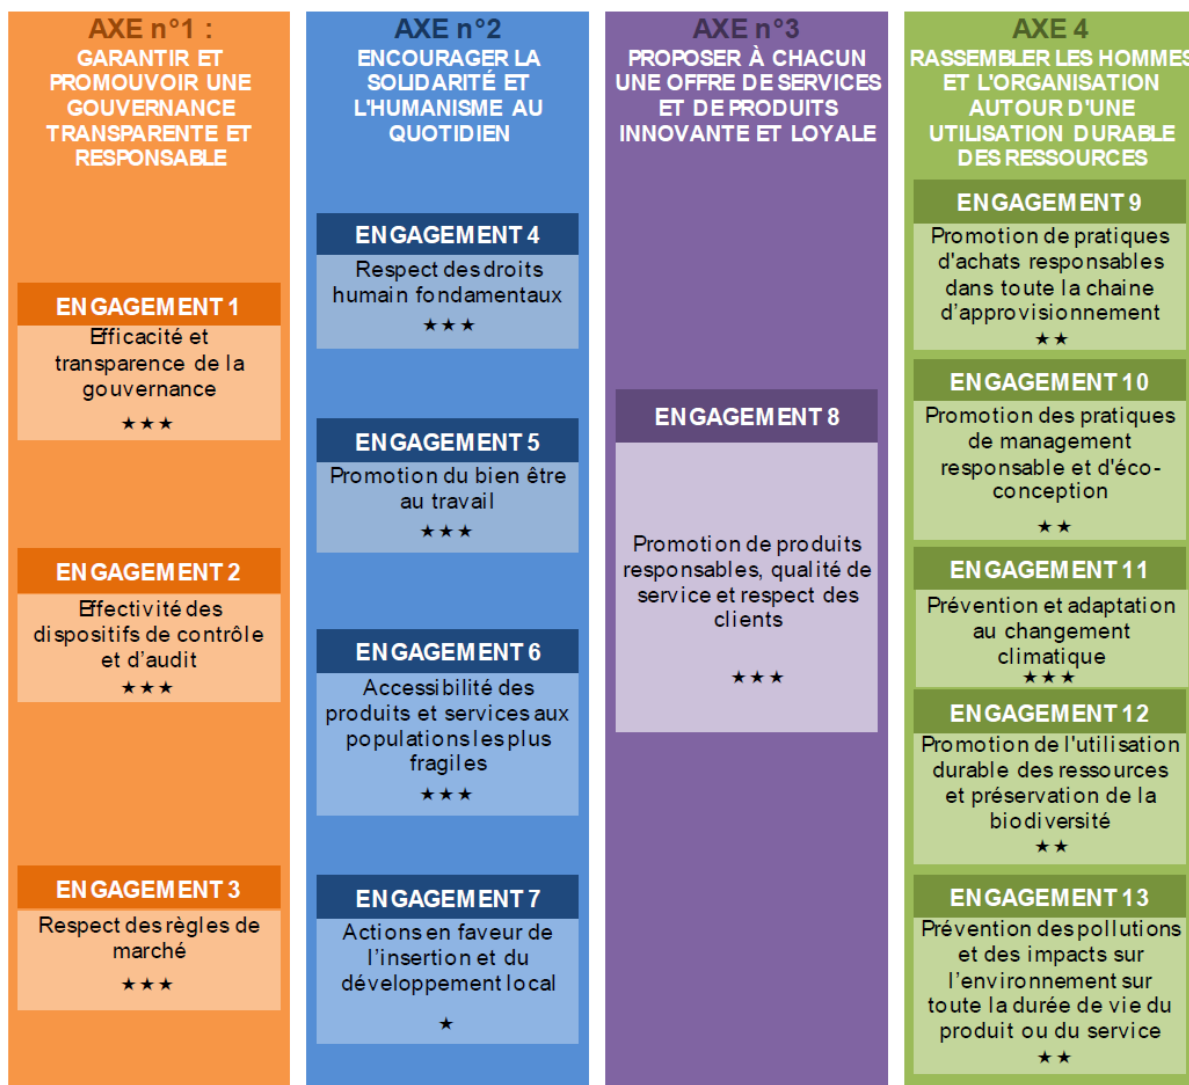 AXE n°1 :
GARANTIR ET
PROMOUVOIR UNE
GOUVERNANCE
TRANSPARENTE ET
RESPONSABLE
ENGAGEMENT 1
Efficacité et
transparence de la
gouvernance
★★★
ENGAGEMENT 2
Effectivité des
dispositifs de contrôle
et d'audit
★★★
ENGAGEMENT 3
Respect des règles de
marché
★★★
AXE n°2
ENCOURAGER LA
SOLIDARITÉ ET
L'HUMANISME AU
QUOTIDIEN
ENGAGEMENT 4
Respect des droits
humain fondamentaux
★★★
ENGAGEMENT 5
Promotion du bien être
au travail
★★★
ENGAGEMENT 6
Accessibilité des
produits et services aux
populations les plus
fragiles
★★★
ENGAGEMENT 7
Actions en faveur de
l'insertion et du
développement local
★
AXE n°3
PROPOSER À CHACUN
UNE OFFRE DE SERVICES
ET DE PRODUITS
INNOVANTE ET LOYALE
ENGAGEMENT 8
Promotion de produits
responsables, qualité de
service et respect des
clients
★★★
AXE 4
RASSEMBLER LES HOMMES
ET L'ORGANISATION
AUTOUR D'UNE
UTILISATION DURABLE
DES RESSOURCES
ENGAGEMENT 9
Promotion de pratiques
d'achats responsables
dans toute la chaine
d'approvisionnement
★★
ENGAGEMENT 10
Promotion des pratiques
de management
responsable et d'éco-
conception
★★
ENGAGEMENT 11
Prévention et adaptation
au changement
climatique
★★★
ENGAGEMENT 12
Promotion de l'utilisation
durable des ressources
et préservation de la
biodiversité
★★
ENGAGEMENT 13
Prévention des pollutions
et des impacts sur
l'environnement sur
toute la durée de vie du
produit ou du service
★★